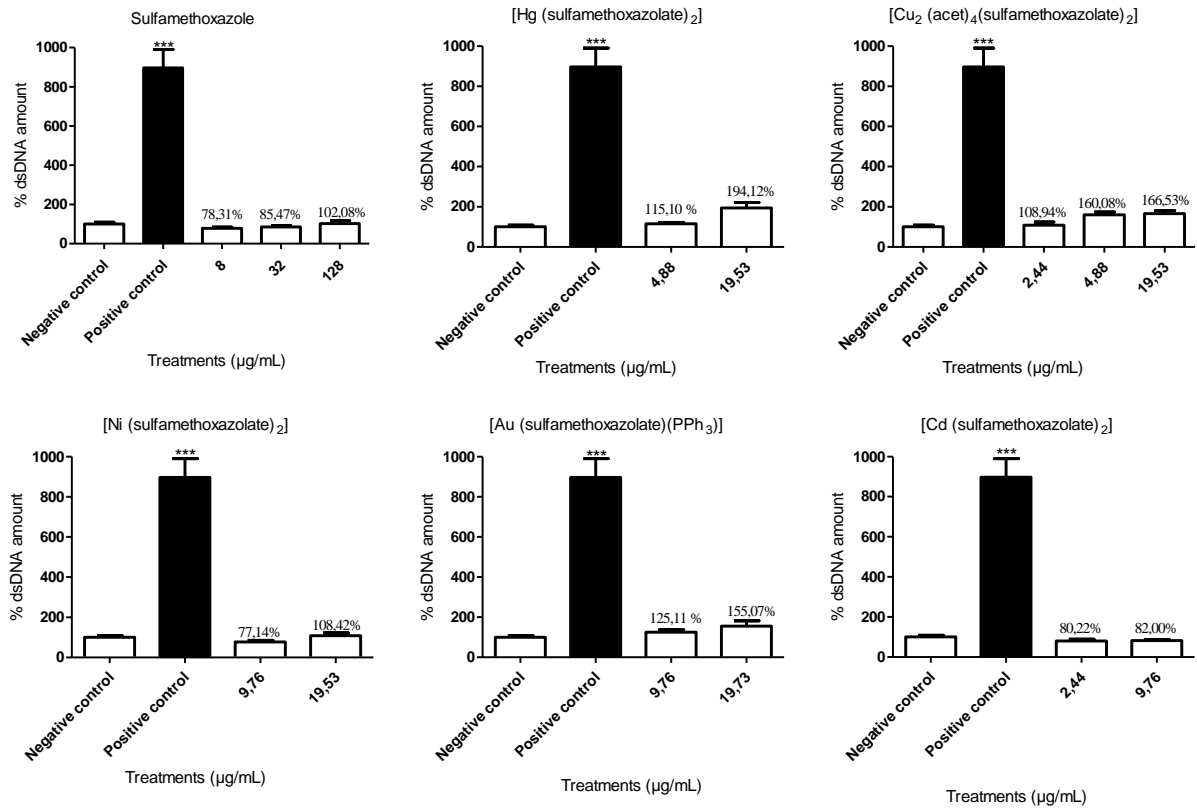 Sulfamethoxazole
***
1000
800
600
400
200
0
% dsDNA amount
78,31%
85,47%
102,08%
Negative control
Positive control
8
32
128
Treatments (µg/mL)
[Hg (sulfamethoxazolate)2]
***
1000
800
600
400
200
0
% dsDNA amount
115,10 %
194,12%
Negative control
Positive control
4,88
19,53
Treatments (µg/mL)
[Cu2 (acet)4(sulfamethoxazolate)2]
***
1000
800
600
400
200
0
% dsDNA amount
108,94%
160,08%
166,53%
Negative control
Positive control
2,44
4,88
19,53
Treatments (µg/mL)
[Ni (sulfamethoxazolate)2]
***
1000
800
600
400
200
0
% dsDNA amount
77,14%
108,42%
Negative control
Positive control
9,76
19,53
Treatments (µg/mL)
[Au (sulfamethoxazolate)(PPh3)]
***
1000
800
600
400
200
0
% dsDNA amount
125,11 %
155,07%
Negative control
Positive control
9,76
19,73
Treatments (µg/mL)
[Cd (sulfamethoxazolate)2]
***
1000
800
600
400
200
0
% dsDNA amount
80,22%
82,00%
Negative control
Positive control
2,44
9,76
Treatments (µg/mL)